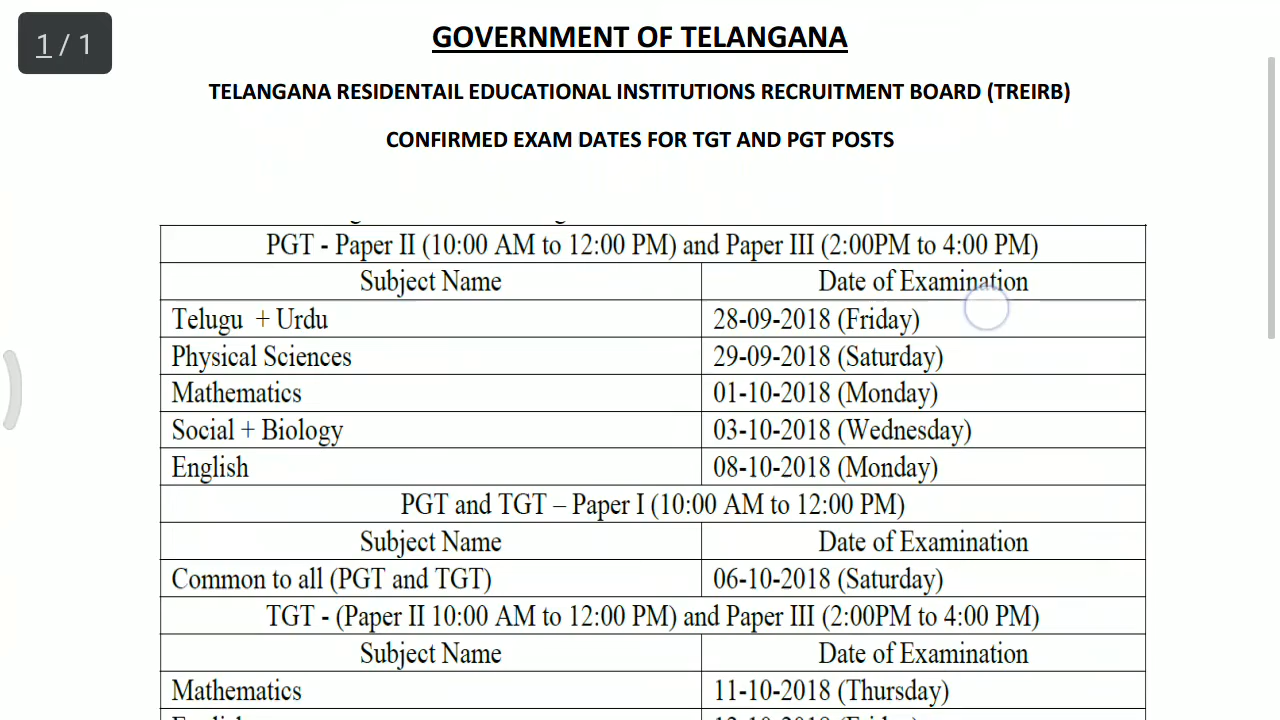 1 / 1
GOVERNMENT OF TELANGANA
TELANGANA RESIDENTAIL EDUCATIONAL INSTITUTIONS RECRUITMENT BOARD (TREIRB)
CONFIRMED EXAM DATES FOR TGT AND PGT POSTS
PGT - Paper II (10:00 AM to 12:00 PM) and Paper III (2:00PM to 4:00 PM)
Subject Name Date of Examination
Telugu + Urdu 28-09-2018 (Friday)
Physical Sciences 29-09-2018 (Saturday)
Mathematics 01-10-2018 (Monday)
Social + Biology 03-10-2018 (Wednesday)
English 08-10-2018 (Monday)
PGT and TGT – Paper I (10:00 AM to 12:00 PM)
Subject Name Date of Examination
Common to all (PGT and TGT) 06-10-2018 (Saturday)
TGT - (Paper II 10:00 AM to 12:00 PM) and Paper III (2:00PM to 4:00 PM)
Subject Name Date of Examination
Mathematics 11-10-2018 (Thursday)